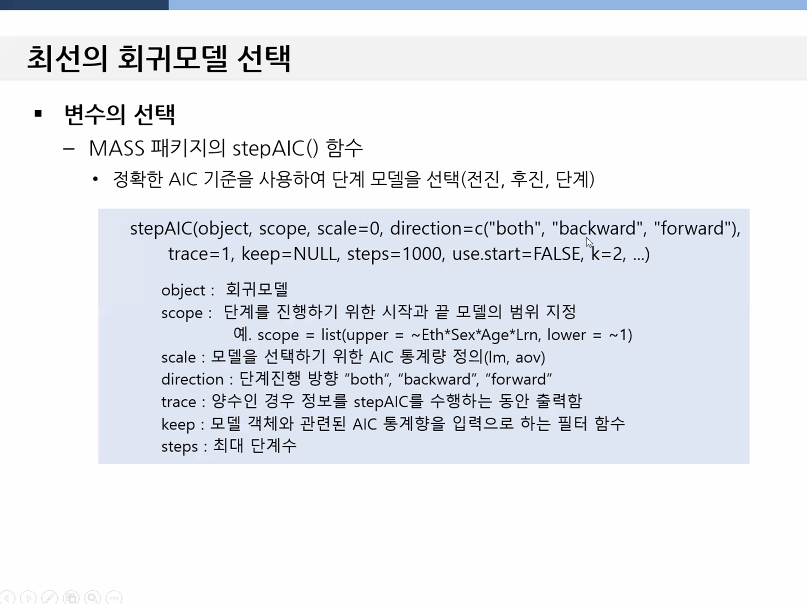 최선의 회귀모델 선택
▪ 변수의 선택
– MASS 패키지의 stepAIC() 함수
• 정확한 AIC 기준을 사용하여 단계 모델을 선택(전진, 후진, 단계)
stepAIC(object, scope, scale=0, direction=c("both", "backward", "forward"),
trace=1, keep=NULL, steps=1000, use.start=FALSE, k=2, ...)
object : 회귀모델
scope : 단계를 진행하기 위한 시작과 끝 모델의 범위 지정
예. scope = list(upper = ~Eth*Sex*Age*Lrn, lower = ~1)
scale : 모델을 선택하기 위한 AIC 통계량 정의(lm, aov)
direction : 단계진행 방향 “both”, “backward”, “forward”
trace : 양수인 경우 정보를 stepAIC를 수행하는 동안 출력함
keep : 모델 객체와 관련된 AIC 통계향을 입력으로 하는 필터 함수
steps : 최대 단계수